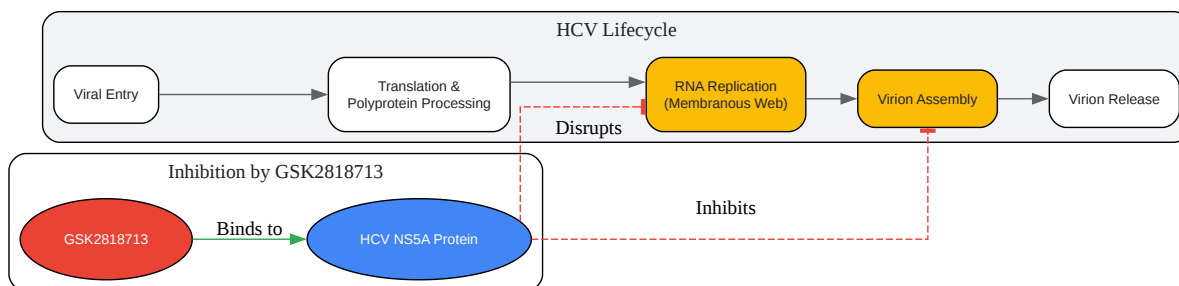 HCV Lifecycle
Viral Entry
Translation &
Polyprotein Processing
RNA Replication
(Membranous Web)
Virion Assembly
Virion Release
Disrupts
Inhibition by GSK2818713
GSK2818713
Binds to
HCV NS5A Protein
Inhibits